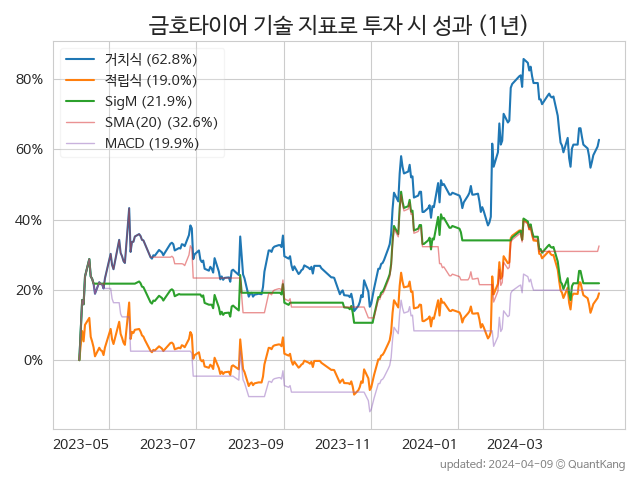 금호타이어 기술 지표로 투자 시 성과 (1년)
거치식 (62.8%)
적립식 (19.0%)
SigM (21.9%)
SMA(20) (32.6%)
MACD (19.9%)
80%
60%
40%
20%
0%
2023-05 2023-07 2023-09 2023-11 2024-01 2024-03
updated: 2024-04-09 © QuantKang